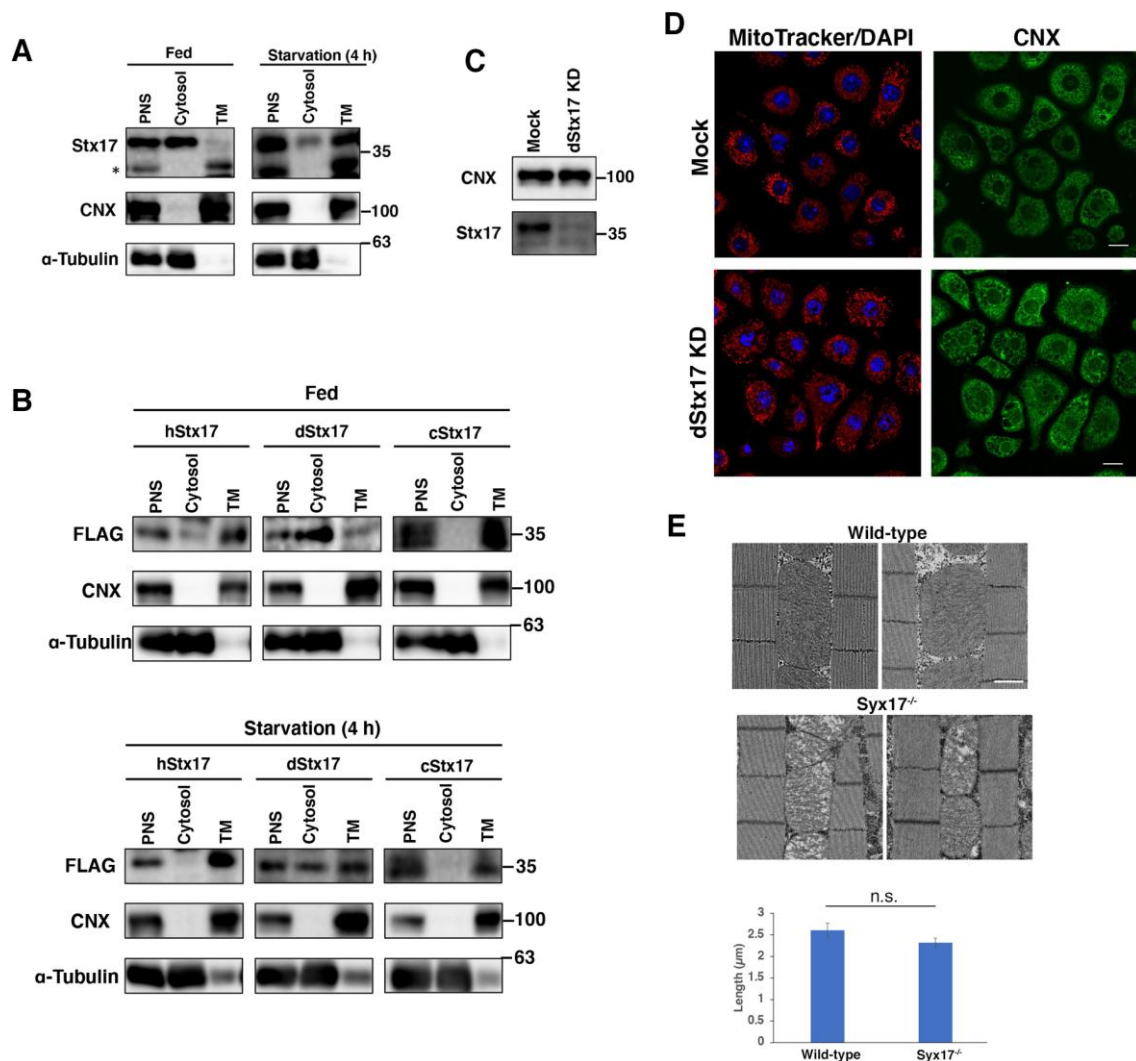 A
Fed
Starvation (4 h)
PNS
Cytosol
TM
PNS
Cytosol
TM
Stx17
*
35
CNX
100
63
α-Tubulin
B
Fed
hStx17
dStx17
cStx17
PNS
Cytosol
TM
PNS
Cytosol
TM
PNS
Cytosol
TM
FLAG
35
CNX
100
63
α-Tubulin
Starvation (4 h)
hStx17
dStx17
cStx17
PNS
Cytosol
TM
PNS
Cytosol
TM
PNS
Cytosol
TM
FLAG
35
CNX
100
63
α-Tubulin
C
Mock
dStx17 KD
CNX
100
Stx17
35
D
MitoTracker/DAPI
CNX
Mock
dStx17 KD
E
Wild-type
Syx17-/-
n.s.
Length (µm)
3
2.5
2
1.5
1
0.5
0
Wild-type
Syx17-/-